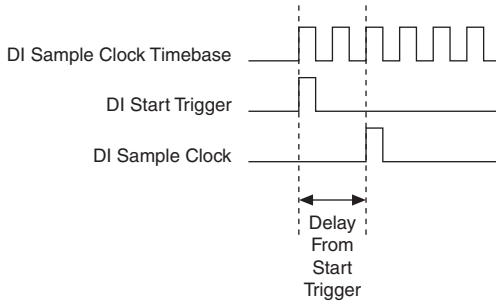 DI Sample Clock Timebase
DI Start Trigger
DI Sample Clock
Delay
From
Start
Trigger